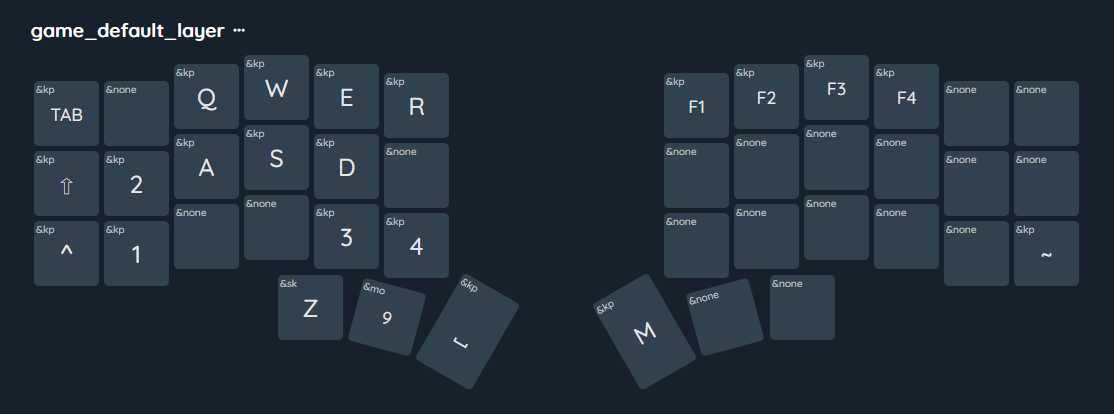 game_default_layer ···
&kp TAB &none &kp Q &kp W &kp E &kp R &kp F1 &kp F2 &kp F3 &kp F4 &none &none
&kp ⇧ &kp 2 &kp A &kp S &kp D &none &none &none &none &none &none &none
&kp ^ &kp 1 &none &none &kp 3 &kp 4 &none &none &none &none &none &kp ~
&sk Z &mo 9 &kp &kp M &none &none